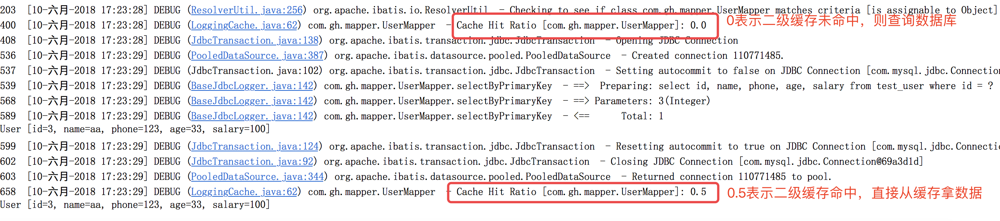 203 [10-六月-2018 17:23:28] DEBUG (ResolverUtil.java:256) org.apache.ibatis.io.ResolverUtil - Checking to see if class com.gh.mapper.UserMapper matches criteria [is assignable to Object]
400 [10-六月-2018 17:23:28] DEBUG (LoggingCache.java:62) com.gh.mapper.UserMapper - Cache Hit Ratio [com.gh.mapper.UserMapper]: 0.0 0表示二级缓存未命中，则查询数据库
408 [10-六月-2018 17:23:28] DEBUG (JdbcTransaction.java:138) org.apache.ibatis.transaction.jdbc.JdbcTransaction - Opening JDBC Connection
536 [10-六月-2018 17:23:29] DEBUG (PooledDataSource.java:387) org.apache.ibatis.datasource.pooled.PooledDataSource - Created connection 110771485.
537 [10-六月-2018 17:23:29] DEBUG (JdbcTransaction.java:102) org.apache.ibatis.transaction.jdbc.JdbcTransaction - Setting autocommit to false on JDBC Connection [com.mysql.jdbc.Connection
539 [10-六月-2018 17:23:29] DEBUG (BaseJdbcLogger.java:142) com.gh.mapper.UserMapper.selectByPrimaryKey - ==> Preparing: select id, name, phone, age, salary from test_user where id = ?
568 [10-六月-2018 17:23:29] DEBUG (BaseJdbcLogger.java:142) com.gh.mapper.UserMapper.selectByPrimaryKey - ==> Parameters: 3(Integer)
589 [10-六月-2018 17:23:29] DEBUG (BaseJdbcLogger.java:142) com.gh.mapper.UserMapper.selectByPrimaryKey - <== Total: 1
User [id=3, name=aa, phone=123, age=33, salary=100]
599 [10-六月-2018 17:23:29] DEBUG (JdbcTransaction.java:124) org.apache.ibatis.transaction.jdbc.JdbcTransaction - Resetting autocommit to true on JDBC Connection [com.mysql.jdbc.Connecti
602 [10-六月-2018 17:23:29] DEBUG (JdbcTransaction.java:92) org.apache.ibatis.transaction.jdbc.JdbcTransaction - Closing JDBC Connection [com.mysql.jdbc.Connection@69a3d1d]
603 [10-六月-2018 17:23:29] DEBUG (PooledDataSource.java:344) org.apache.ibatis.datasource.pooled.PooledDataSource - Returned connection 110771485 to pool.
658 [10-六月-2018 17:23:29] DEBUG (LoggingCache.java:62) com.gh.mapper.UserMapper - Cache Hit Ratio [com.gh.mapper.UserMapper]: 0.5 0.5表示二级缓存命中，直接从缓存拿数据
User [id=3, name=aa, phone=123, age=33, salary=100]